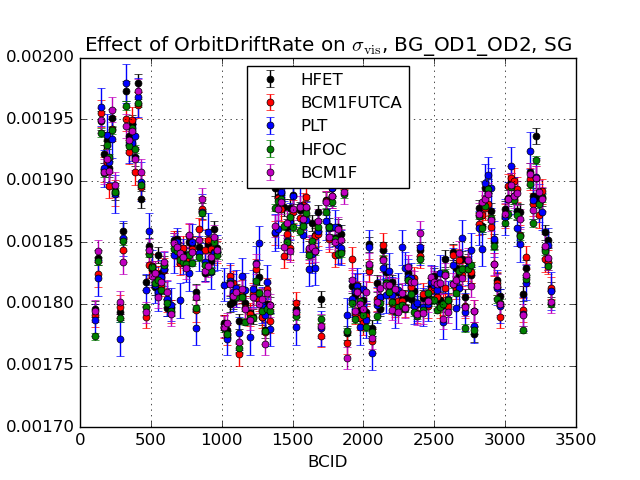 Effect of OrbitDriftRate on σvis, BG_OD1_OD2, SG
0.00200
0.00195
0.00190
0.00185
0.00180
0.00175
0.00170
HFET
BCM1FUTCA
PLT
HFOC
BCM1F
0 500 1000 1500 2000 2500 3000 3500
BCID